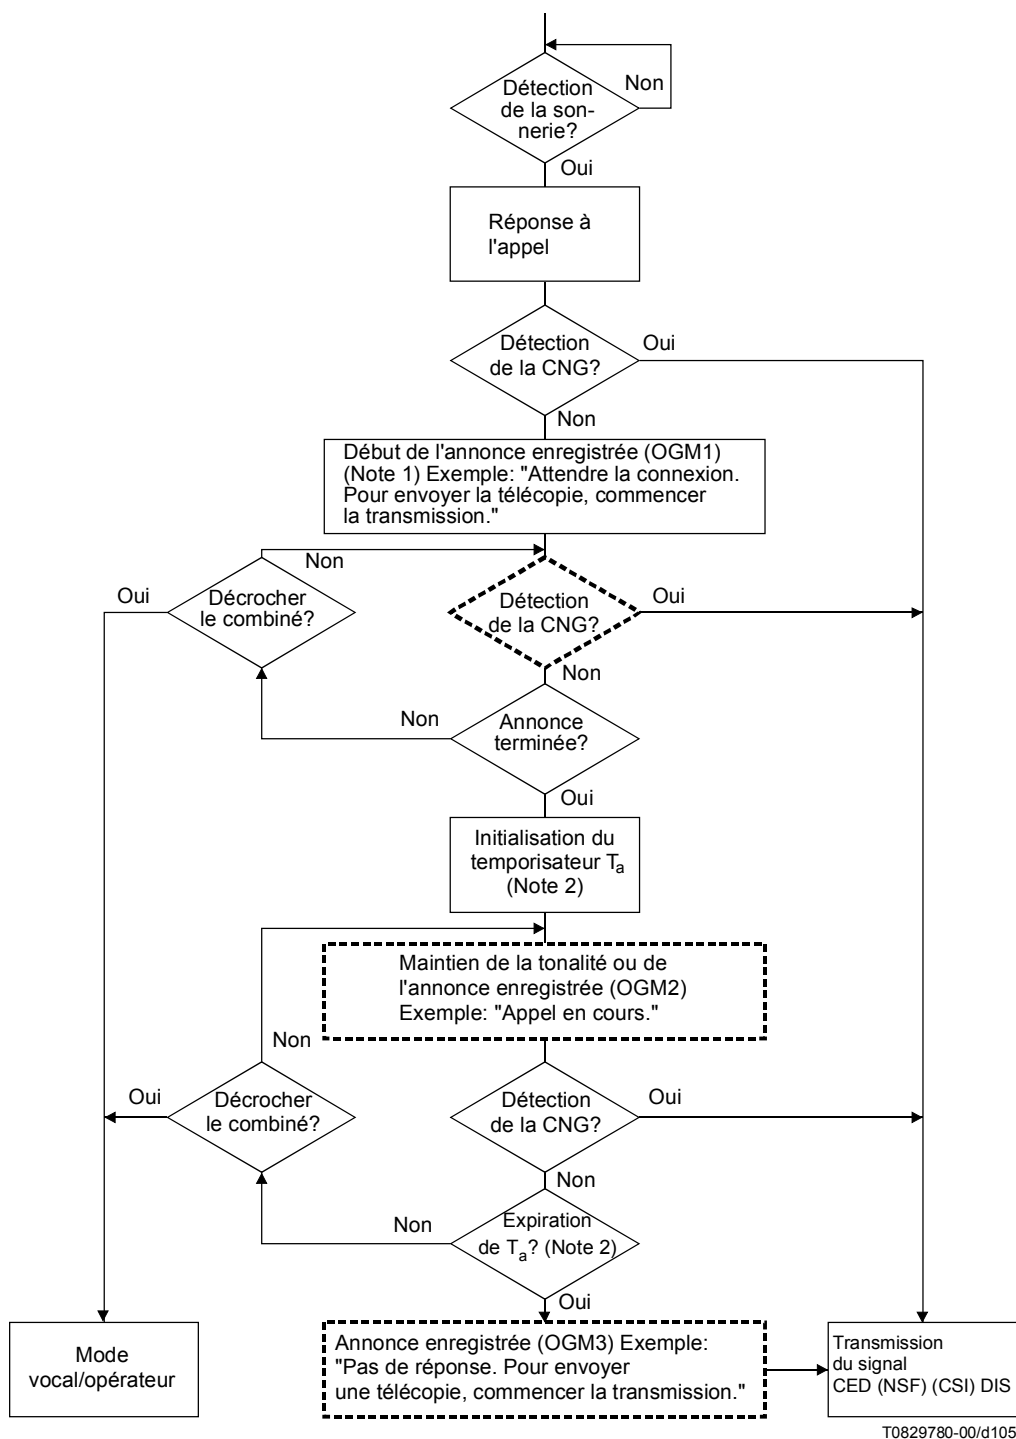 Détection
de la son-
nerie?
Non
Oui
Réponse à
l'appel
Détection
de la CNG?
Oui
Non
Début de l'annonce enregistrée (OGM1)
(Note 1) Exemple: "Attendre la connexion.
Pour envoyer la télécopie, commencer
la transmission."
Non
Oui
Décrocher
le combiné?
Détection
de la CNG?
Oui
Non
Non
Annonce
terminée?
Oui
Initialisation du
temporisateur Ta
(Note 2)
Maintien de la tonalité ou de
l'annonce enregistrée (OGM2)
Exemple: "Appel en cours."
Non
Oui
Décrocher
le combiné?
Détection
de la CNG?
Oui
Non
Non
Expiration
de Ta? (Note 2)
Oui
Mode
vocal/opérateur
Annonce enregistrée (OGM3) Exemple:
"Pas de réponse. Pour envoyer
une télécopie, commencer la transmission."
Transmission
du signal
CED (NSF) (CSI) DIS
T0829780-00/d105